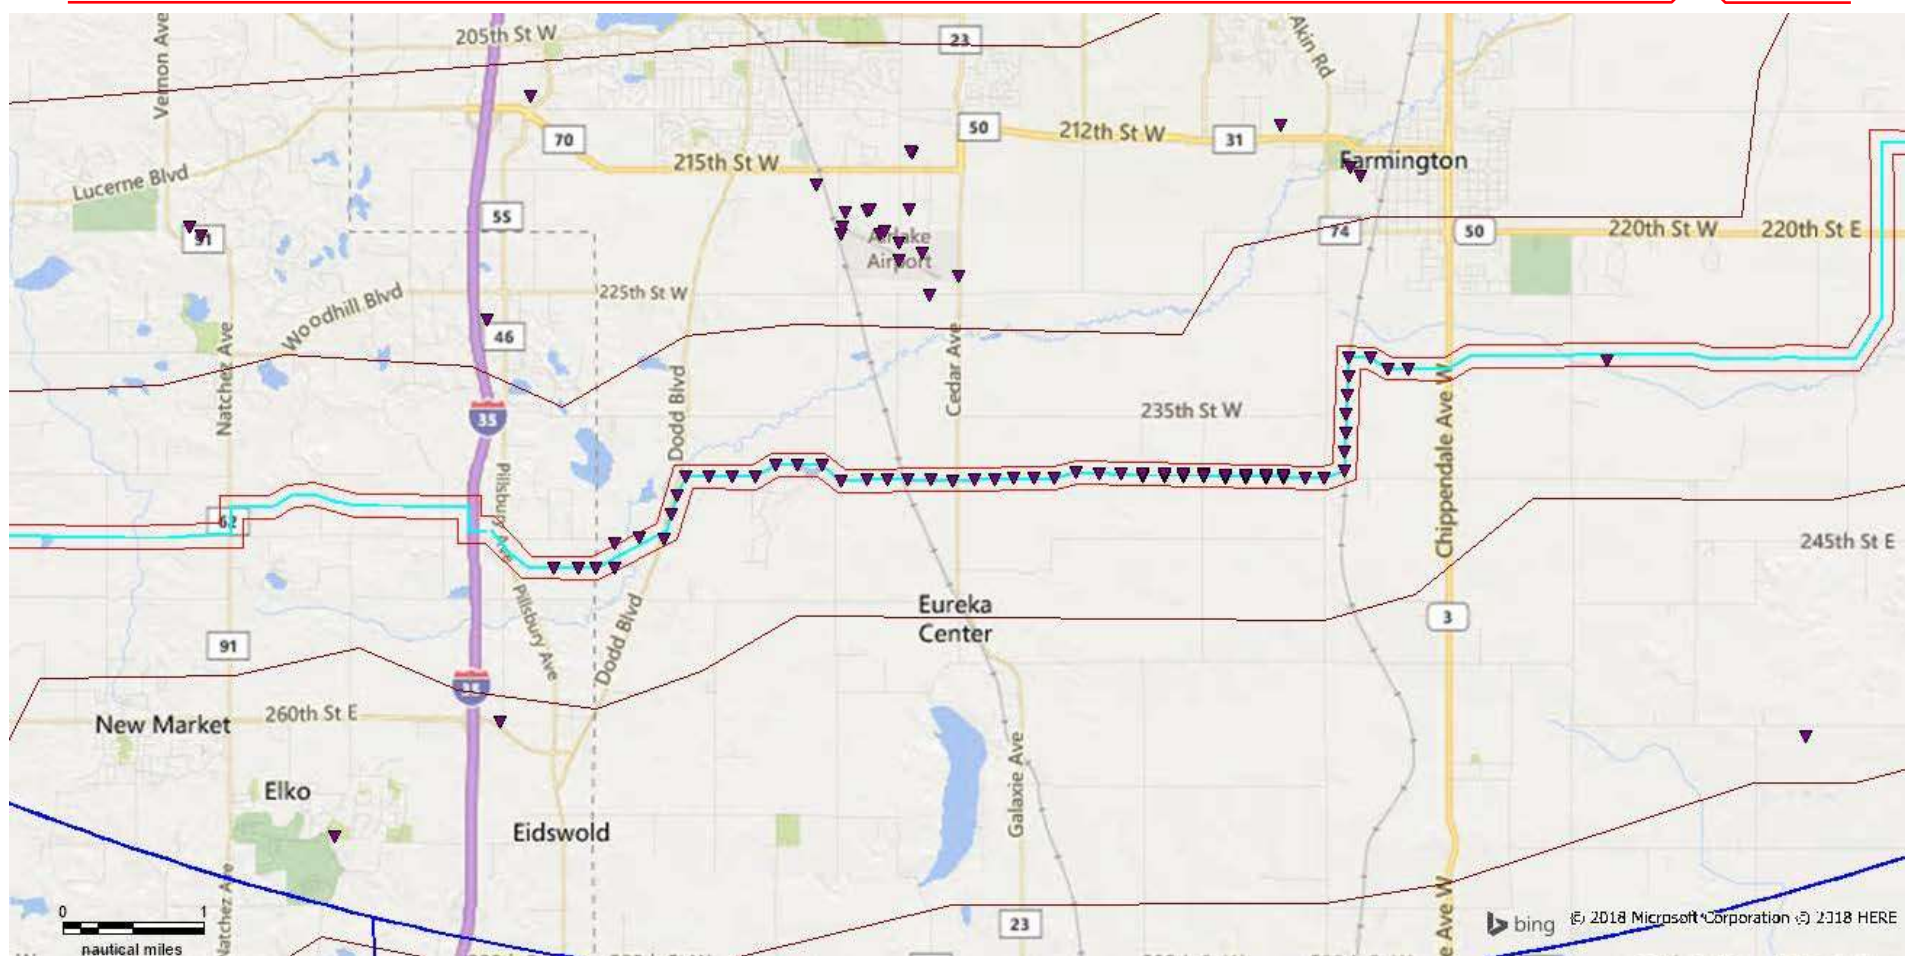 205th St W
23
Vernon Ave
Akin Rd
70
50
212th St W
31
215th St W
Farmington
Lucerne Blvd
55
91
Airlake
Airport
74
50
220th St W
220th St E
225th St W
Woodhill Blvd
46
Natchez Ave
Dodd Blvd
Cedar Ave
35
235th St W
Chippendale Ave W
Pillsbury Ave
62
245th St E
Pillsbury Ave
Dodd Blvd
Eureka
Center
3
91
35
New Market
260th St E
Elko
Galaxie Ave
Eidswold
Natchez Ave
0 1
nautical miles
23
e Ave W
bing
© 2018 Microsoft Corporation © 2018 HERE